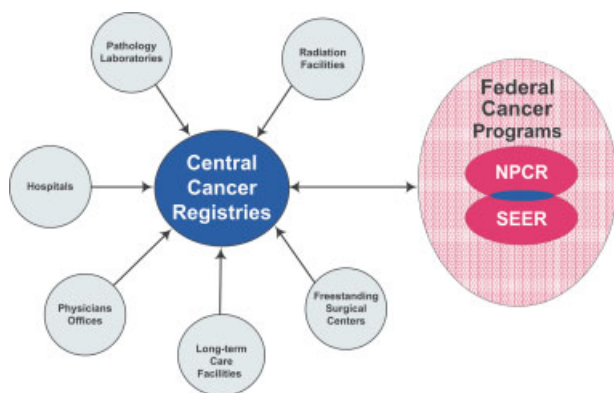 Pathology
Laboratories
Radiation
Facilities
Federal
Cancer
Programs
NPCR
SEER
Central
Cancer
Registries
Hospitals
Physicians
Offices
Long-term
Care
Facilities
Freestanding
Surgical
Centers